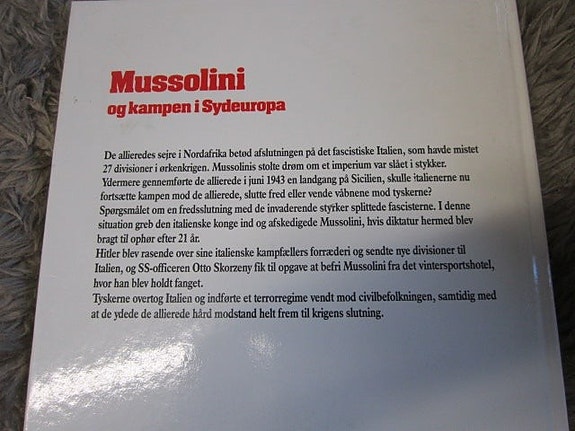 Mussolini
og kampen i Sydeuropa
De allieredes sejre i Nordafrika betød afslutningen på det fascistiske Italien, som havde mistet
27 divisioner i ørkenkrigen. Mussolinis stolte drøm om et imperium var slået i stykker.
Ydermere gennemførte de allierede i juni 1943 en landgang på Sicilien, skulle italienerne nu
fortsætte kampen mod de allierede, slutte fred eller vende våbnene mod tyskerne?
Spørgsmålet om en fredsslutning med de invaderende styrker splittede fascisterne. I denne
situation greb den italienske konge ind og afskedigede Mussolini, hvis diktatur hermed blev
bragt til ophør efter 21 år.
Hitler blev rasende over sine italienske kampfællers forræderi og sendte nye divisioner til
Italien, og SS-officeren Otto Skorzeny fik til opgave at befri Mussolini fra det vintersportshotel,
hvor han blev holdt fanget.
Tyskerne overtog Italien og indførte et terrorregime vendt mod civilbefolkningen, samtidig med
at de ydede de allierede hård modstand helt frem til krigens slutning.